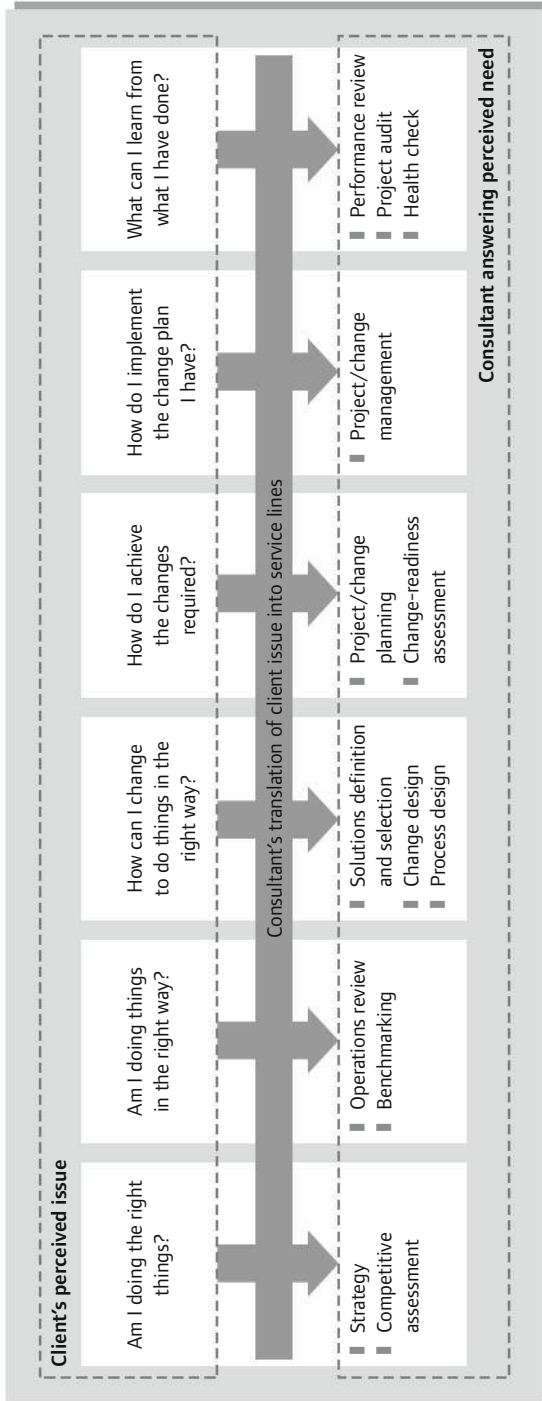 Client's perceived issue
Am I doing the right
things?
Am I doing things
in the right way?
How can I change
to do things in the
right way?
How do I achieve
the changes
required?
How do I implement
the change plan
I have?
What can I learn from
what I have done?
Consultant's translation of client issue into service lines
Strategy
Competitive
assessment
Operations review
Benchmarking
Solutions definition
and selection
Change design
Process design
Project/change
planning
Change-readiness
assessment
Project/change
management
Performance review
Project audit
Health check
Consultant answering perceived need